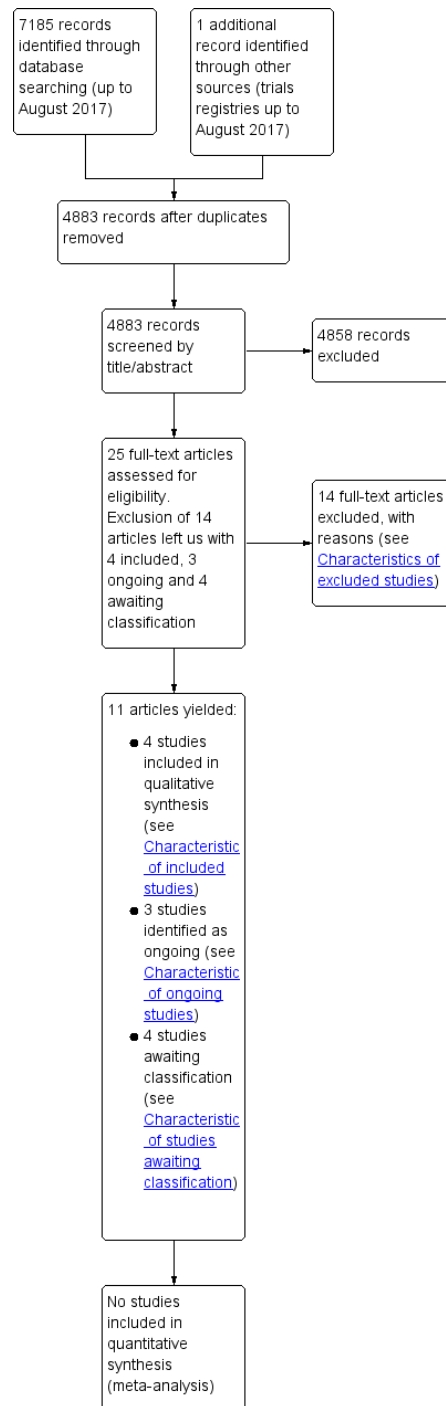 7185 records
identified through
database
searching (up to
August 2017)
1 additional
record identified
through other
sources (trials
registries up to
August 2017)
4883 records after duplicates
removed
4883 records
screened by
title/abstract
4858 records
excluded
25 full-text articles
assessed for
eligibility.
Exclusion of 14
articles left us with
4 included, 3
ongoing and 4
awaiting
classification
14 full-text articles
excluded, with
reasons (see
Characteristics of
excluded studies)
11 articles yielded:
● 4 studies
included in
qualitative
synthesis
(see
Characteristic
of included
studies)
● 3 studies
identified as
ongoing (see
Characteristic
of ongoing
studies)
● 4 studies
awaiting
classification
(see
Characteristic
of studies
awaiting
classification)
No studies
included in
quantitative
synthesis
(meta-analysis)